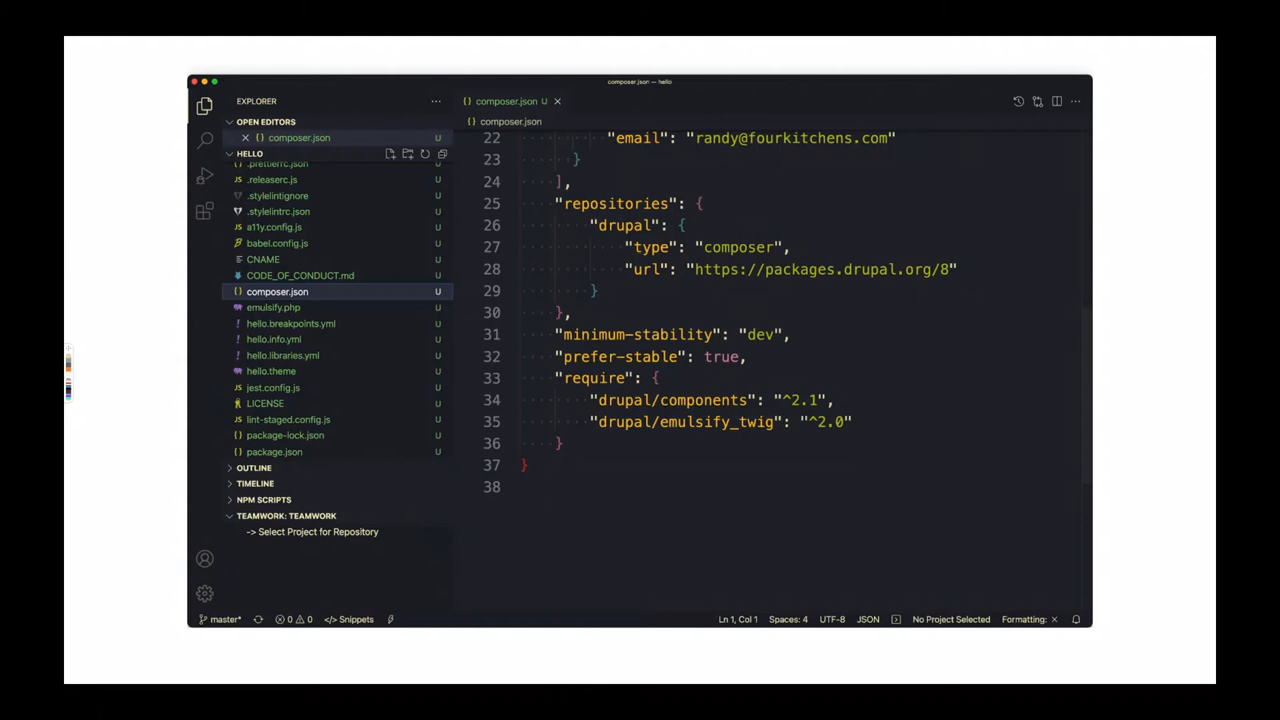 composer.json — hello
EXPLORER
OPEN EDITORS
composer.json U
HELLO
.prettierrc.json U
.releaserc.js U
.stylelintignore U
.stylelintrc.json U
a11y.config.js U
babel.config.js U
CNAME U
CODE_OF_CONDUCT.md U
composer.json U
emulsify.php U
hello.breakpoints.yml U
hello.info.yml U
hello.libraries.yml U
hello.theme U
jest.config.js U
LICENSE U
lint-staged.config.js U
package-lock.json U
package.json U
OUTLINE
TIMELINE
NPM SCRIPTS
TEAMWORK: TEAMWORK
-> Select Project for Repository
{} composer.json U
{} composer.json
22 "email": "randy@fourkitchens.com"
23 }
24 ],
25 "repositories": {
26 "drupal": {
27 "type": "composer",
28 "url": "https://packages.drupal.org/8"
29 }
30 },
31 "minimum-stability": "dev",
32 "prefer-stable": true,
33 "require": {
34 "drupal/components": "^2.1",
35 "drupal/emulsify_twig": "^2.0"
36 }
37 }
38
master* 0 0 </> Snippets Ln 1, Col 1 Spaces: 4 UTF-8 JSON No Project Selected Formatting: ×